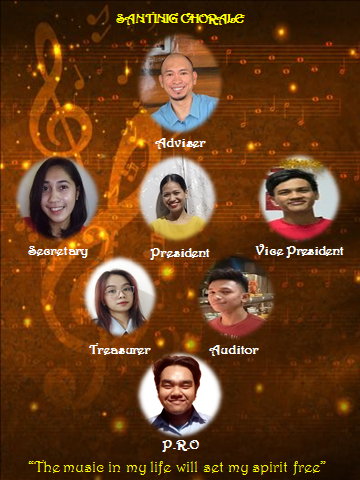 SANTINIG CHORALE
Adviser
Secretary
President
Vice President
Treasurer
Auditor
P.R.O
“The music in my life will set my spirit free”